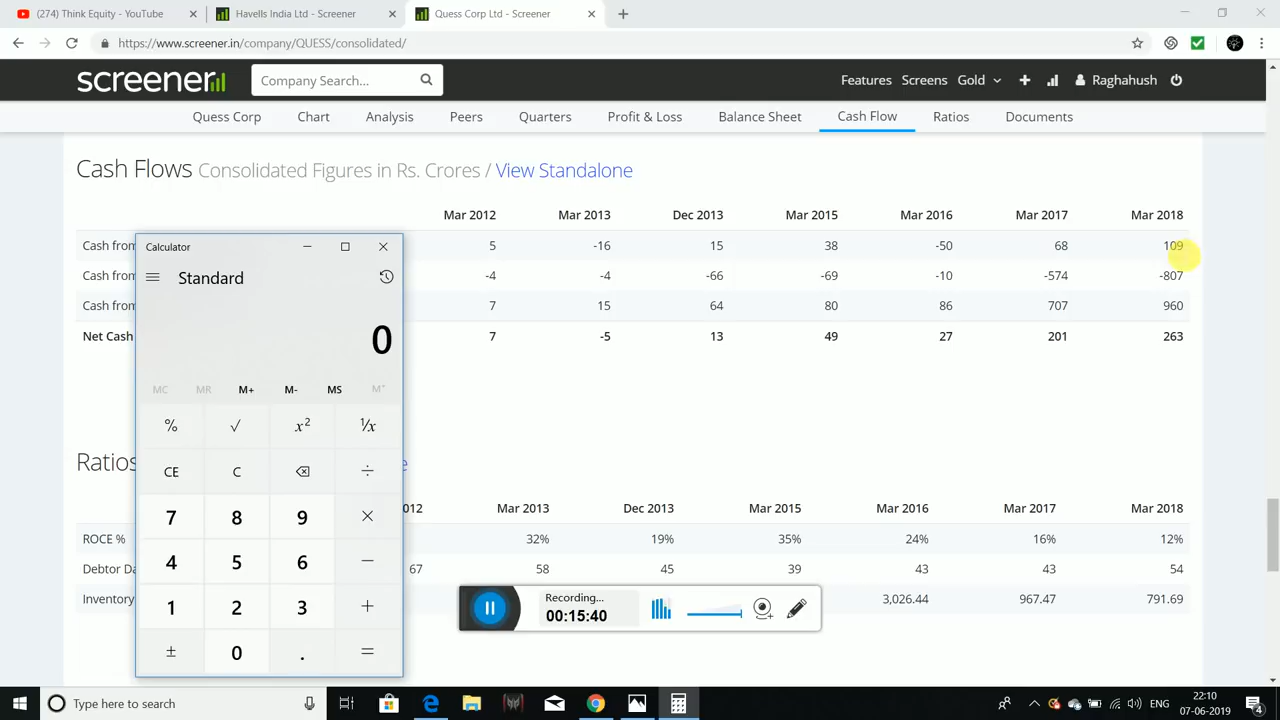 (274) Think Equity - YouTube
Havells India Ltd - Screener
Quess Corp Ltd - Screener
https://www.screener.in/company/QUESS/consolidated/
screener
Company Search...
Features Screens Gold Raghahush
Quess Corp Chart Analysis Peers Quarters Profit & Loss Balance Sheet Cash Flow Ratios Documents
Cash Flows Consolidated Figures in Rs. Crores / View Standalone
Mar 2012 Mar 2013 Dec 2013 Mar 2015 Mar 2016 Mar 2017 Mar 2018
Cash from 5 -16 15 38 -50 68 109
Cash from -4 -4 -66 -69 -10 -574 -807
Cash from 7 15 64 80 86 707 960
Net Cash 7 -5 13 49 27 201 263
Calculator
Standard
0
MC MR M+ M- MS M˅
% √ x² ¹/x
CE C ÷
7 8 9 ×
4 5 6 −
1 2 3 +
± 0 . =
Ratios
012 Mar 2013 Dec 2013 Mar 2015 Mar 2016 Mar 2017 Mar 2018
ROCE % 32% 19% 35% 24% 16% 12%
Debtor Da 67 58 45 39 43 43 54
Inventory 3,026.44 967.47 791.69
Recording...
00:15:40
Type here to search
ENG
22:10
07-06-2019
4